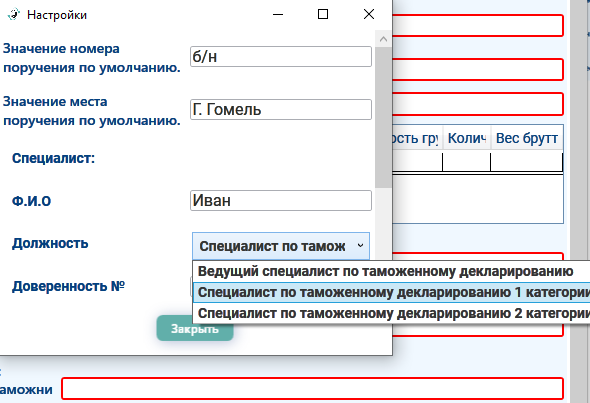 Настройки
Значение номера
поручения по умолчанию.
б/н
Значение места
поручения по умолчанию.
Г. Гомель
ость гру
Колич
Вес брутт
Специалист:
Ф.И.О
Иван
Должность
Специалист по тамож
Ведущий специалист по таможенному декларированию
Доверенность №
Специалист по таможенному декларированию 1 категории
Специалист по таможенному декларированию 2 категории
Закрыть
аможни